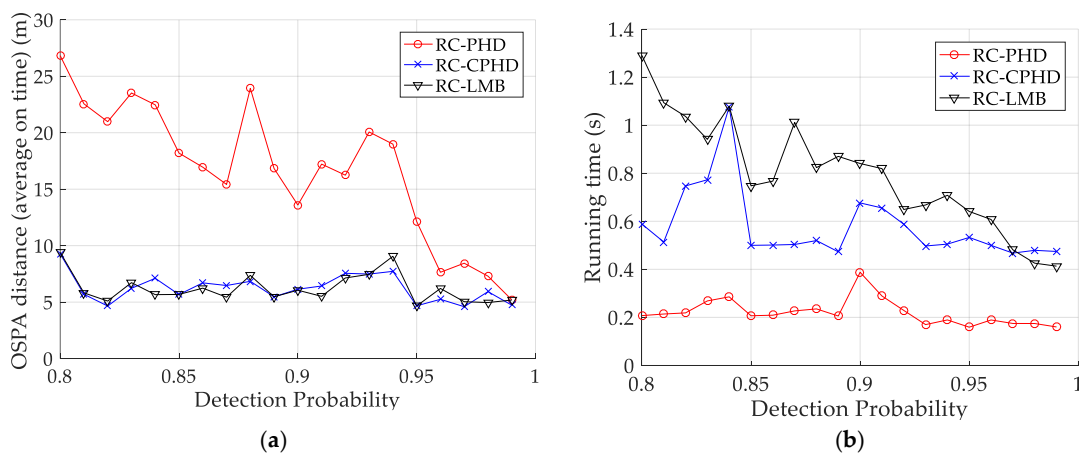 OSPA distance (average on time) (m)
30
25
20
15
10
5
0
0.8
0.85
0.9
0.95
1
Detection Probability
RC-PHD
RC-CPHD
RC-LMB
(a)
Running time (s)
1.4
1.2
1
0.8
0.6
0.4
0.2
0
0.8
0.85
0.9
0.95
1
Detection Probability
RC-PHD
RC-CPHD
RC-LMB
(b)